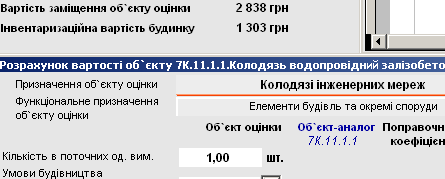 Вартість заміщення об`єкту оцінки 2 838 грн
Інвентаризаційна вартість будинку 1 303 грн
Розрахунок вартості об`єкту 7К.11.1.1.Колодязь водопровідний залізобето
Призначення об`єкту оцінки Колодязі інженерних мереж
Функціональне призначення об`єкту оцінки Елементи будівль та окремі споруди
Об`єкт оцінки Об`єкт-аналог Поправочн
7К.11.1.1 коефіцієн
Кількість в поточних од. вим. 1,00 шт.
Умови будівництва